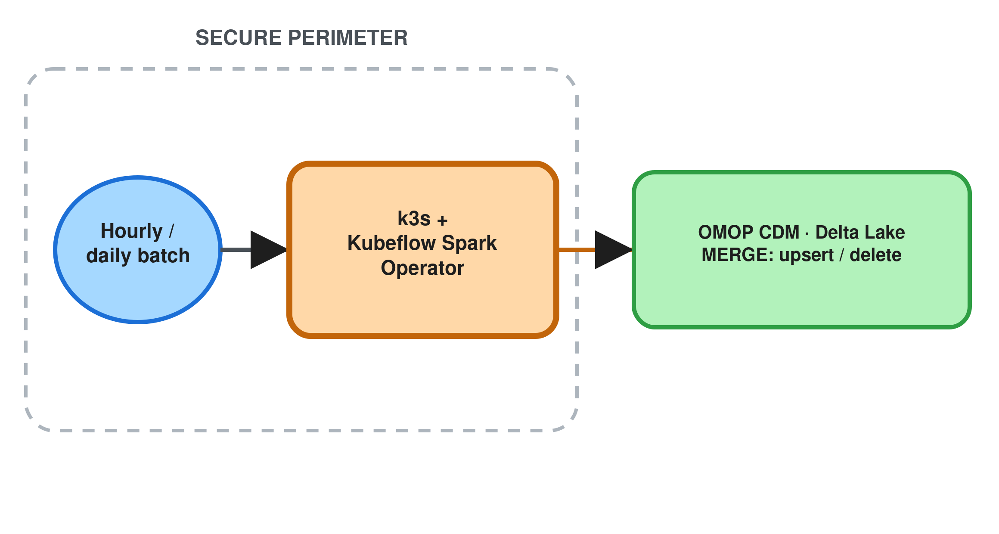 SECURE PERIMETER
Hourly /
daily batch
k3s +
Kubeflow Spark
Operator
OMOP CDM · Delta Lake
MERGE: upsert / delete